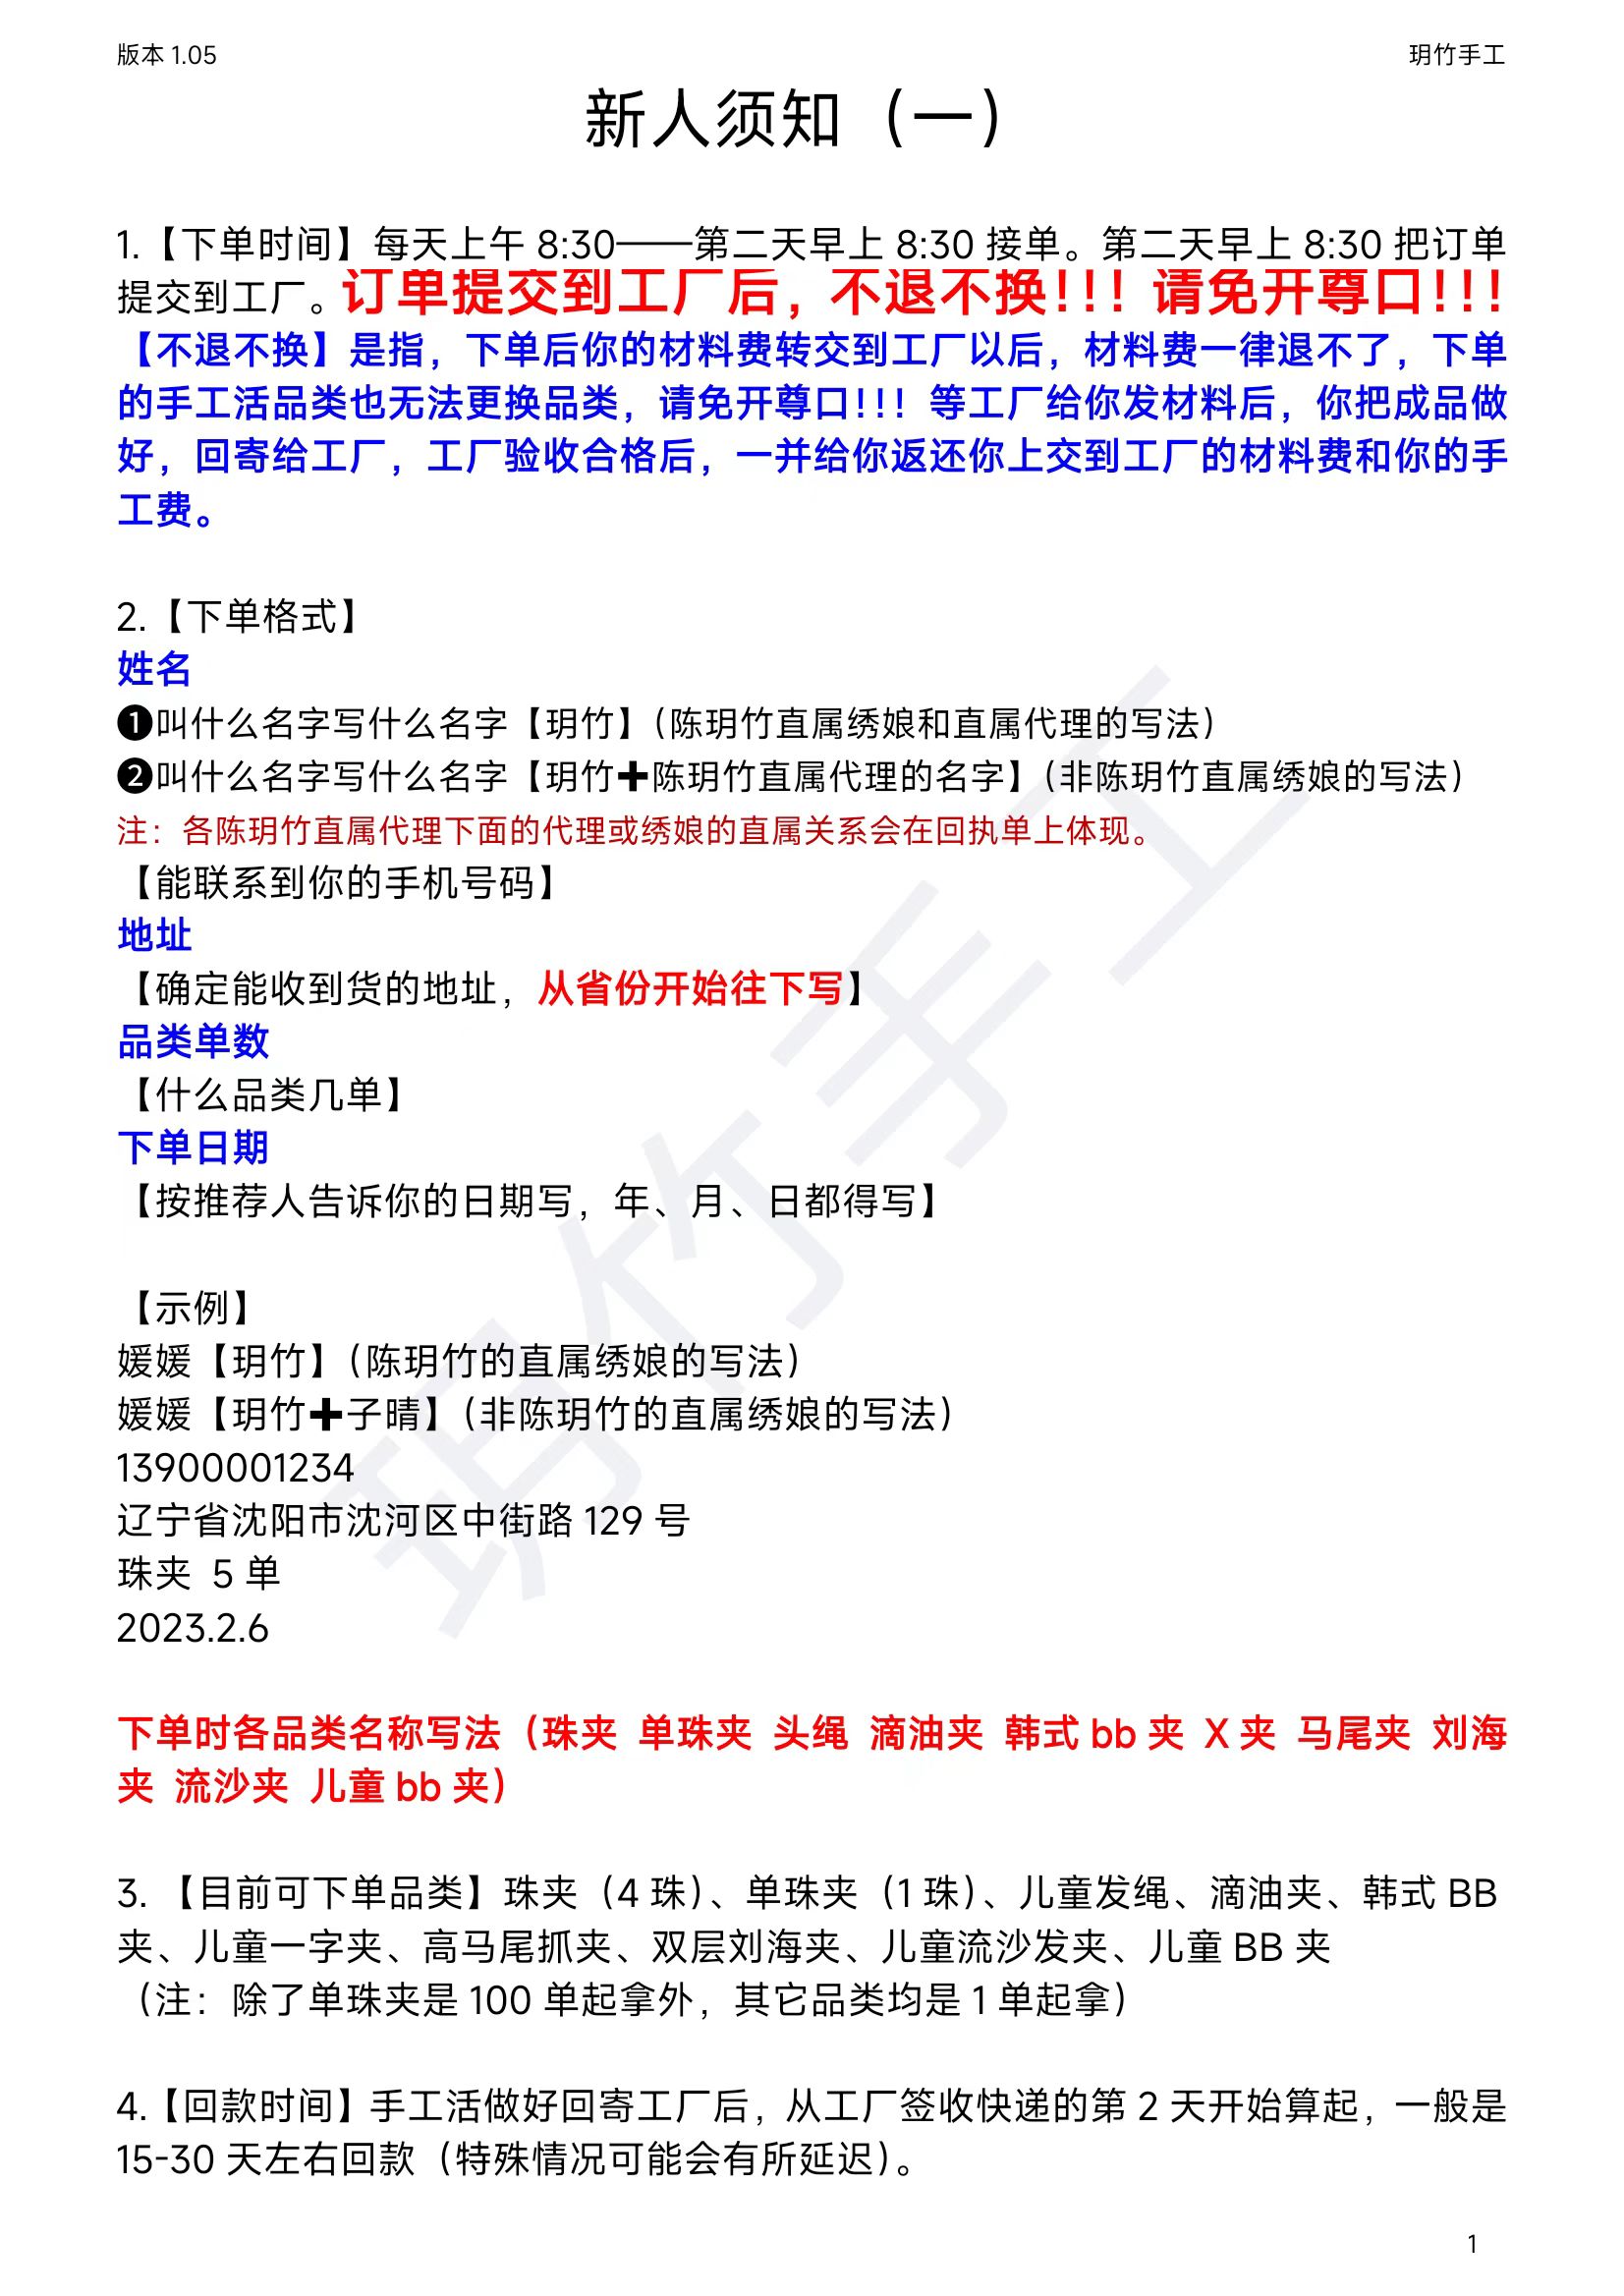 版本 1.05
玥竹手工
新人须知（一）
1.【下单时间】每天上午 8:30——第二天早上 8:30 接单。第二天早上 8:30 把订单
提交到工厂。订单提交到工厂后，不退不换！！！请免开尊口！！！
【不退不换】是指，下单后你的材料费转交到工厂以后，材料费一律退不了，下单
的手工活品类也无法更换品类，请免开尊口！！！等工厂给你发材料后，你把成品做
好，回寄给工厂，工厂验收合格后，一并给你返还你上交到工厂的材料费和你的手
工费。
2.【下单格式】
姓名
❶叫什么名字写什么名字【玥竹】（陈玥竹直属绣娘和直属代理的写法）
❷叫什么名字写什么名字【玥竹✚陈玥竹直属代理的名字】（非陈玥竹直属绣娘的写法）
注：各陈玥竹直属代理下面的代理或绣娘的直属关系会在回执单上体现。
【能联系到你的手机号码】
地址
【确定能收到货的地址，从省份开始往下写】
品类单数
【什么品类几单】
下单日期
【按推荐人告诉你的日期写，年、月、日都得写】
【示例】
媛媛【玥竹】（陈玥竹的直属绣娘的写法）
媛媛【玥竹✚子晴】（非陈玥竹的直属绣娘的写法）
13900001234
辽宁省沈阳市沈河区中街路 129 号
珠夹 5 单
2023.2.6
下单时各品类名称写法（珠夹 单珠夹 头绳 滴油夹 韩式 bb 夹 X 夹 马尾夹 刘海
夹 流沙夹 儿童 bb 夹）
3. 【目前可下单品类】珠夹（4 珠）、单珠夹（1 珠）、儿童发绳、滴油夹、韩式 BB
夹、儿童一字夹、高马尾抓夹、双层刘海夹、儿童流沙发夹、儿童 BB 夹
（注：除了单珠夹是 100 单起拿外，其它品类均是 1 单起拿）
4.【回款时间】手工活做好回寄工厂后，从工厂签收快递的第 2 天开始算起，一般是
15-30 天左右回款（特殊情况可能会有所延迟）。
1
玥竹手工